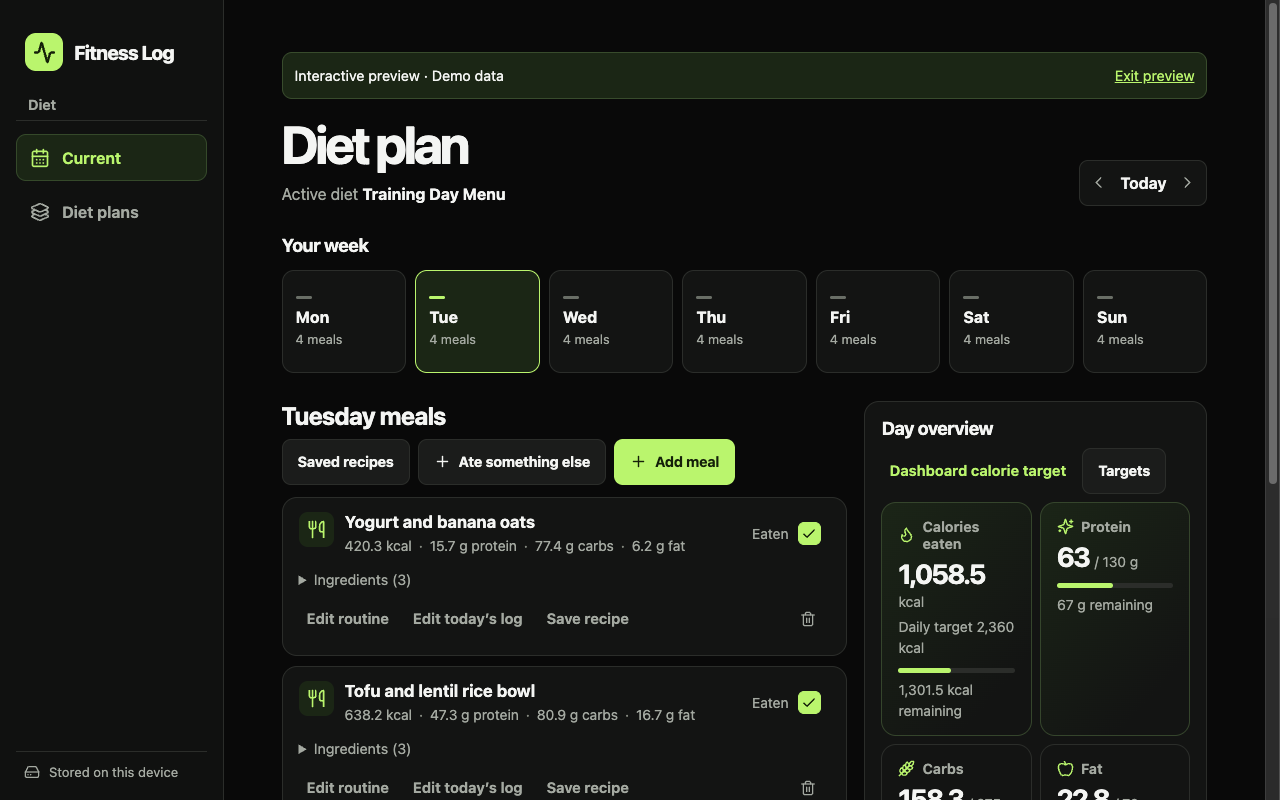 Fitness Log
Diet
Current
Diet plans
Stored on this device
Interactive preview · Demo data
Exit preview
Diet plan
Active diet Training Day Menu
Today
Your week
Mon
4 meals
Tue
4 meals
Wed
4 meals
Thu
4 meals
Fri
4 meals
Sat
4 meals
Sun
4 meals
Tuesday meals
Saved recipes
+ Ate something else
+ Add meal
Yogurt and banana oats
420.3 kcal · 15.7 g protein · 77.4 g carbs · 6.2 g fat
Eaten
Ingredients (3)
Edit routine
Edit today's log
Save recipe
Tofu and lentil rice bowl
638.2 kcal · 47.3 g protein · 80.9 g carbs · 16.7 g fat
Eaten
Ingredients (3)
Edit routine
Edit today's log
Save recipe
Day overview
Dashboard calorie target
Targets
Calories
eaten
1,058.5
kcal
Daily target 2,360
kcal
1,301.5 kcal
remaining
Protein
63 / 130 g
67 g remaining
Carbs
158.3
Fat
22.8